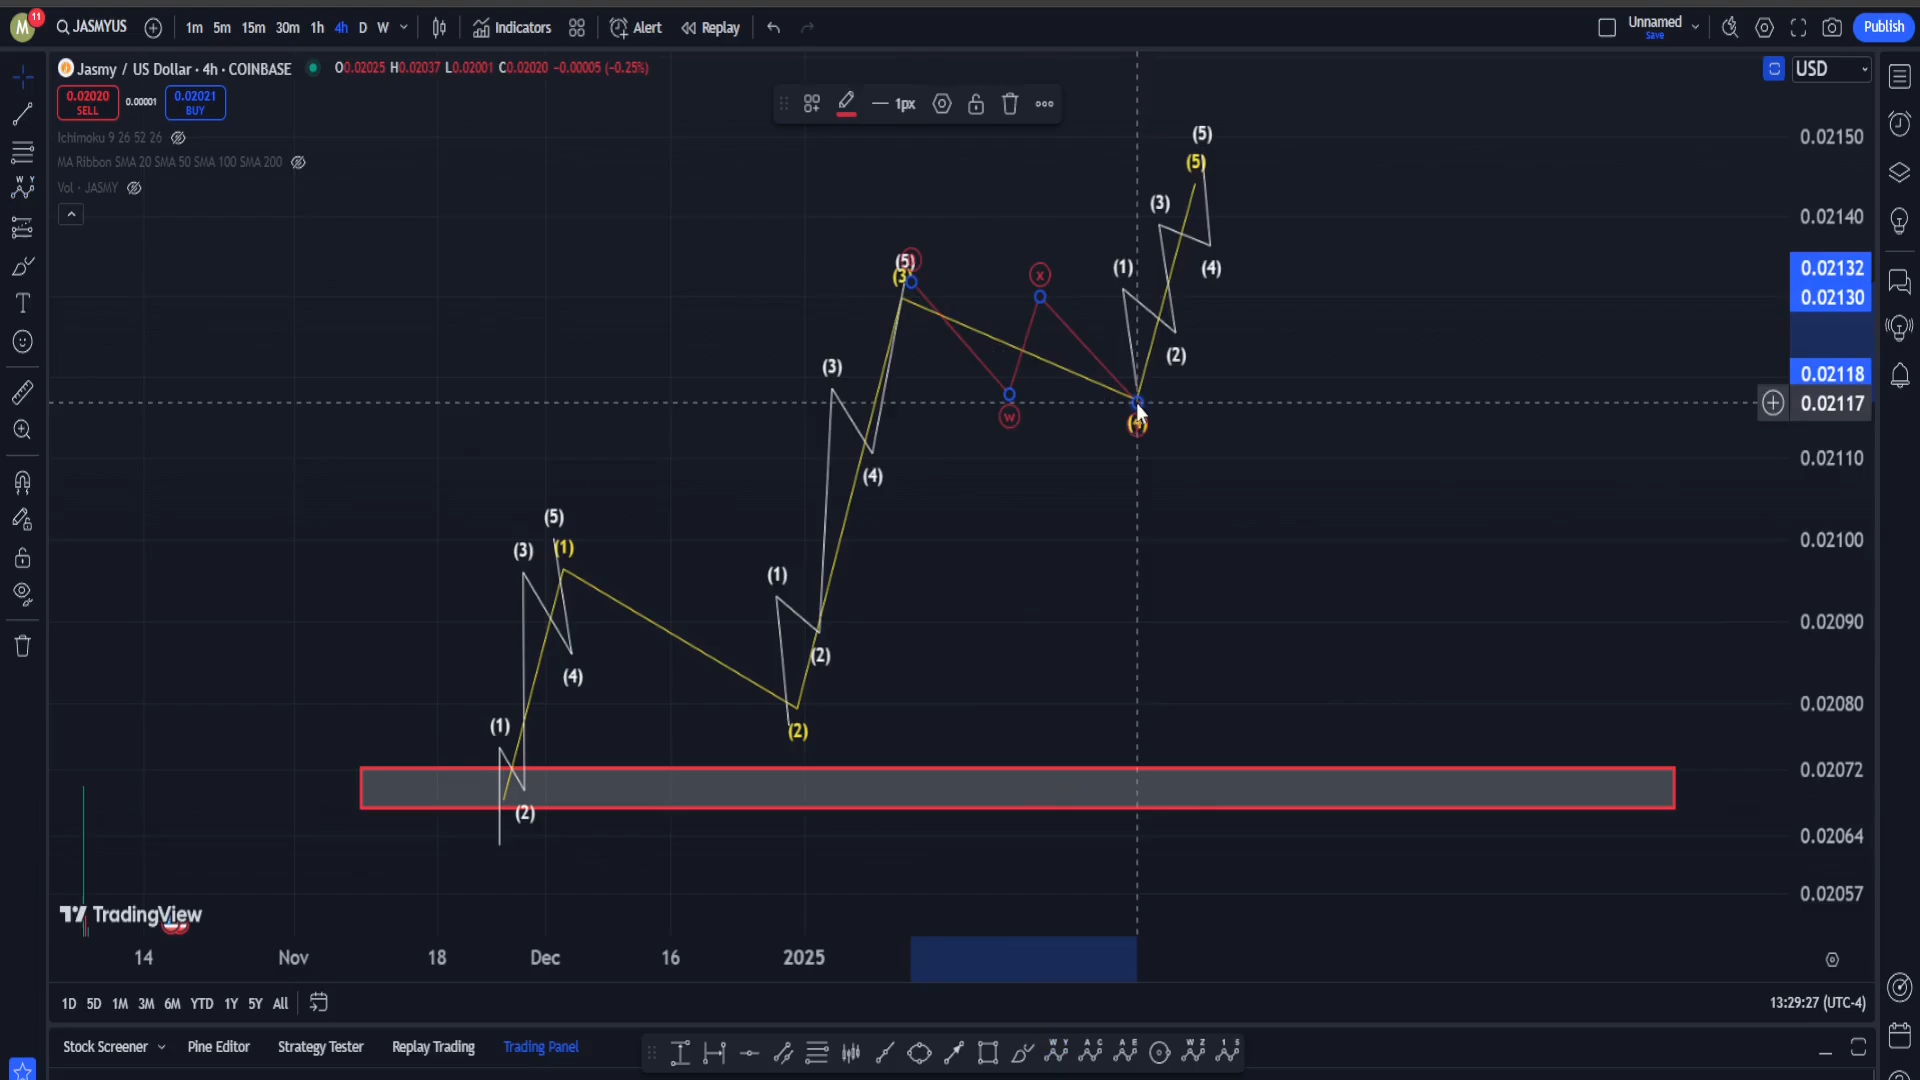 M 11 JASMYUS 1m 5m 15m 30m 1h 4h D W Indicators Alert Replay Unnamed Save Publish
Jasmy / US Dollar · 4h · COINBASE O0.02025 H0.02037 L0.02001 C0.02020 −0.00005 (−0.25%) USD
0.02020 SELL 0.00001 0.02021 BUY
1px
Ichimoku 9 26 52 26
MA Ribbon SMA 20 SMA 50 SMA 100 SMA 200
Vol · JASMY
(5)
(5)
(3)
(5)
(3)
(1)
(4)
x
(2)
(3)
w
(4)
(4)
(5)
(3)
(1)
(1)
(2)
(4)
(1)
(2)
(2)
0.02150
0.02140
0.02132
0.02130
0.02118
0.02117
0.02110
0.02100
0.02090
0.02080
0.02072
0.02064
0.02057
TradingView
14 Nov 18 Dec 16 2025
1D 5D 1M 3M 6M YTD 1Y 5Y All 13:29:27 (UTC-4)
Stock Screener Pine Editor Strategy Tester Replay Trading Trading Panel